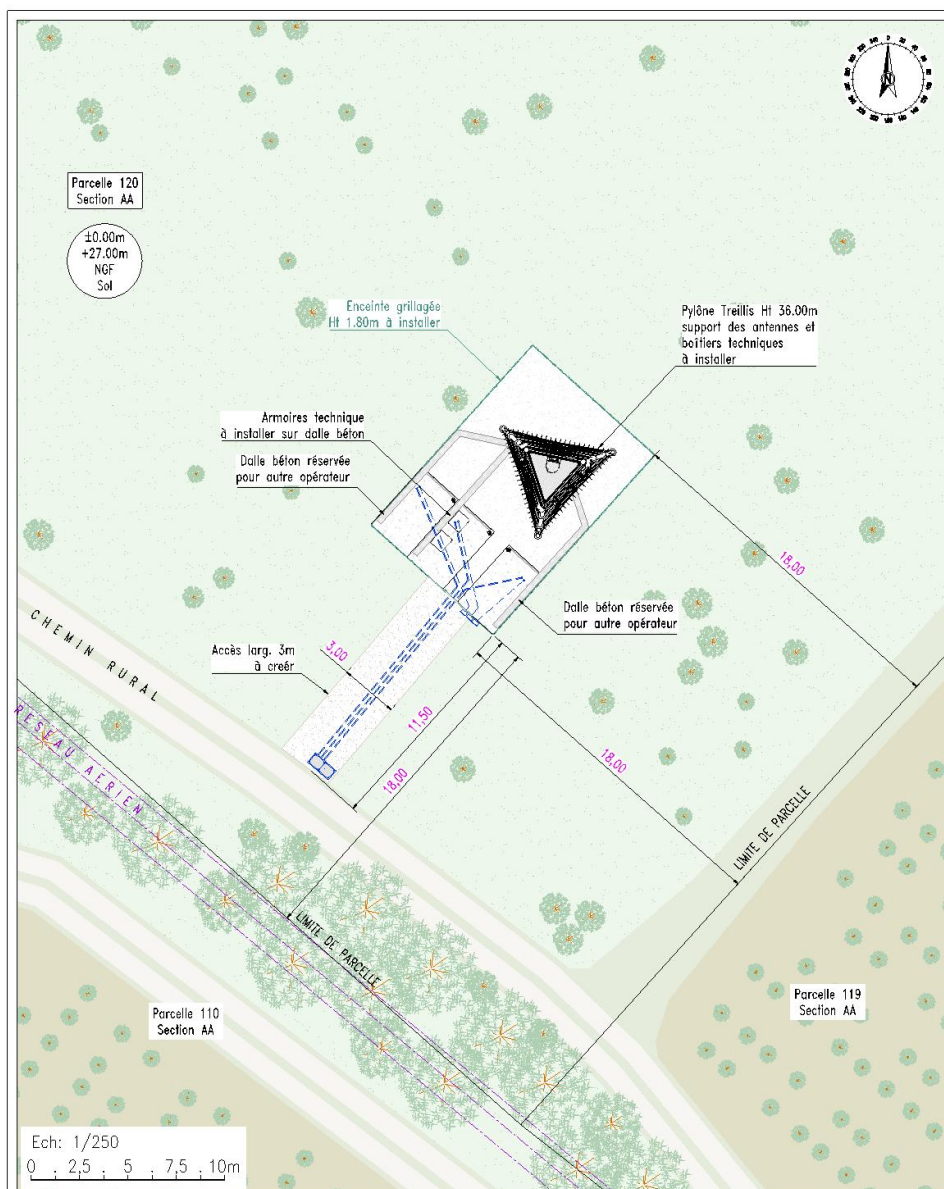 Parcelle 120
Section AA
±0.00m
+27.00m
NGF
Sol
Enceinte grillagée
Ht 1.80m à installer
Pylône Treillis Ht 36.00m
support des antennes et
boîtiers techniques
à installer
Armoires technique
à installer sur dalle béton
Dalle béton réservée
pour autre opérateur
18,00
Dalle béton réservée
pour autre opérateur
CHEMIN RURAL
Accès larg. 3m
à creér
3,00
11,50
18,00
18,00
RESEAU AERIEN
LIMITE DE PARCELLE
LIMITE DE PARCELLE
Parcelle 110
Section AA
Parcelle 119
Section AA
Ech: 1/250
0 . 2,5 . 5 . 7,5 . 10m